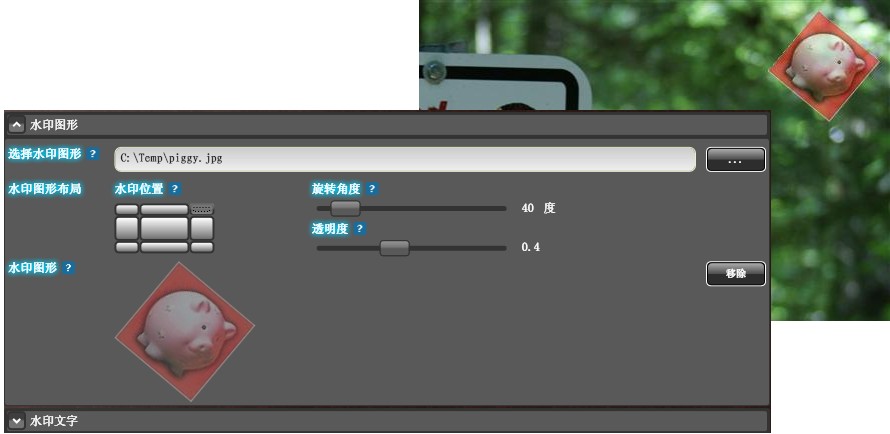 水印图形
选择水印图形 ?
C:\Temp\piggy.jpg
...
水印图形布局
水印位置 ?
旋转角度 ?
40 度
透明度 ?
0.4
水印图形 ?
移除
水印文字